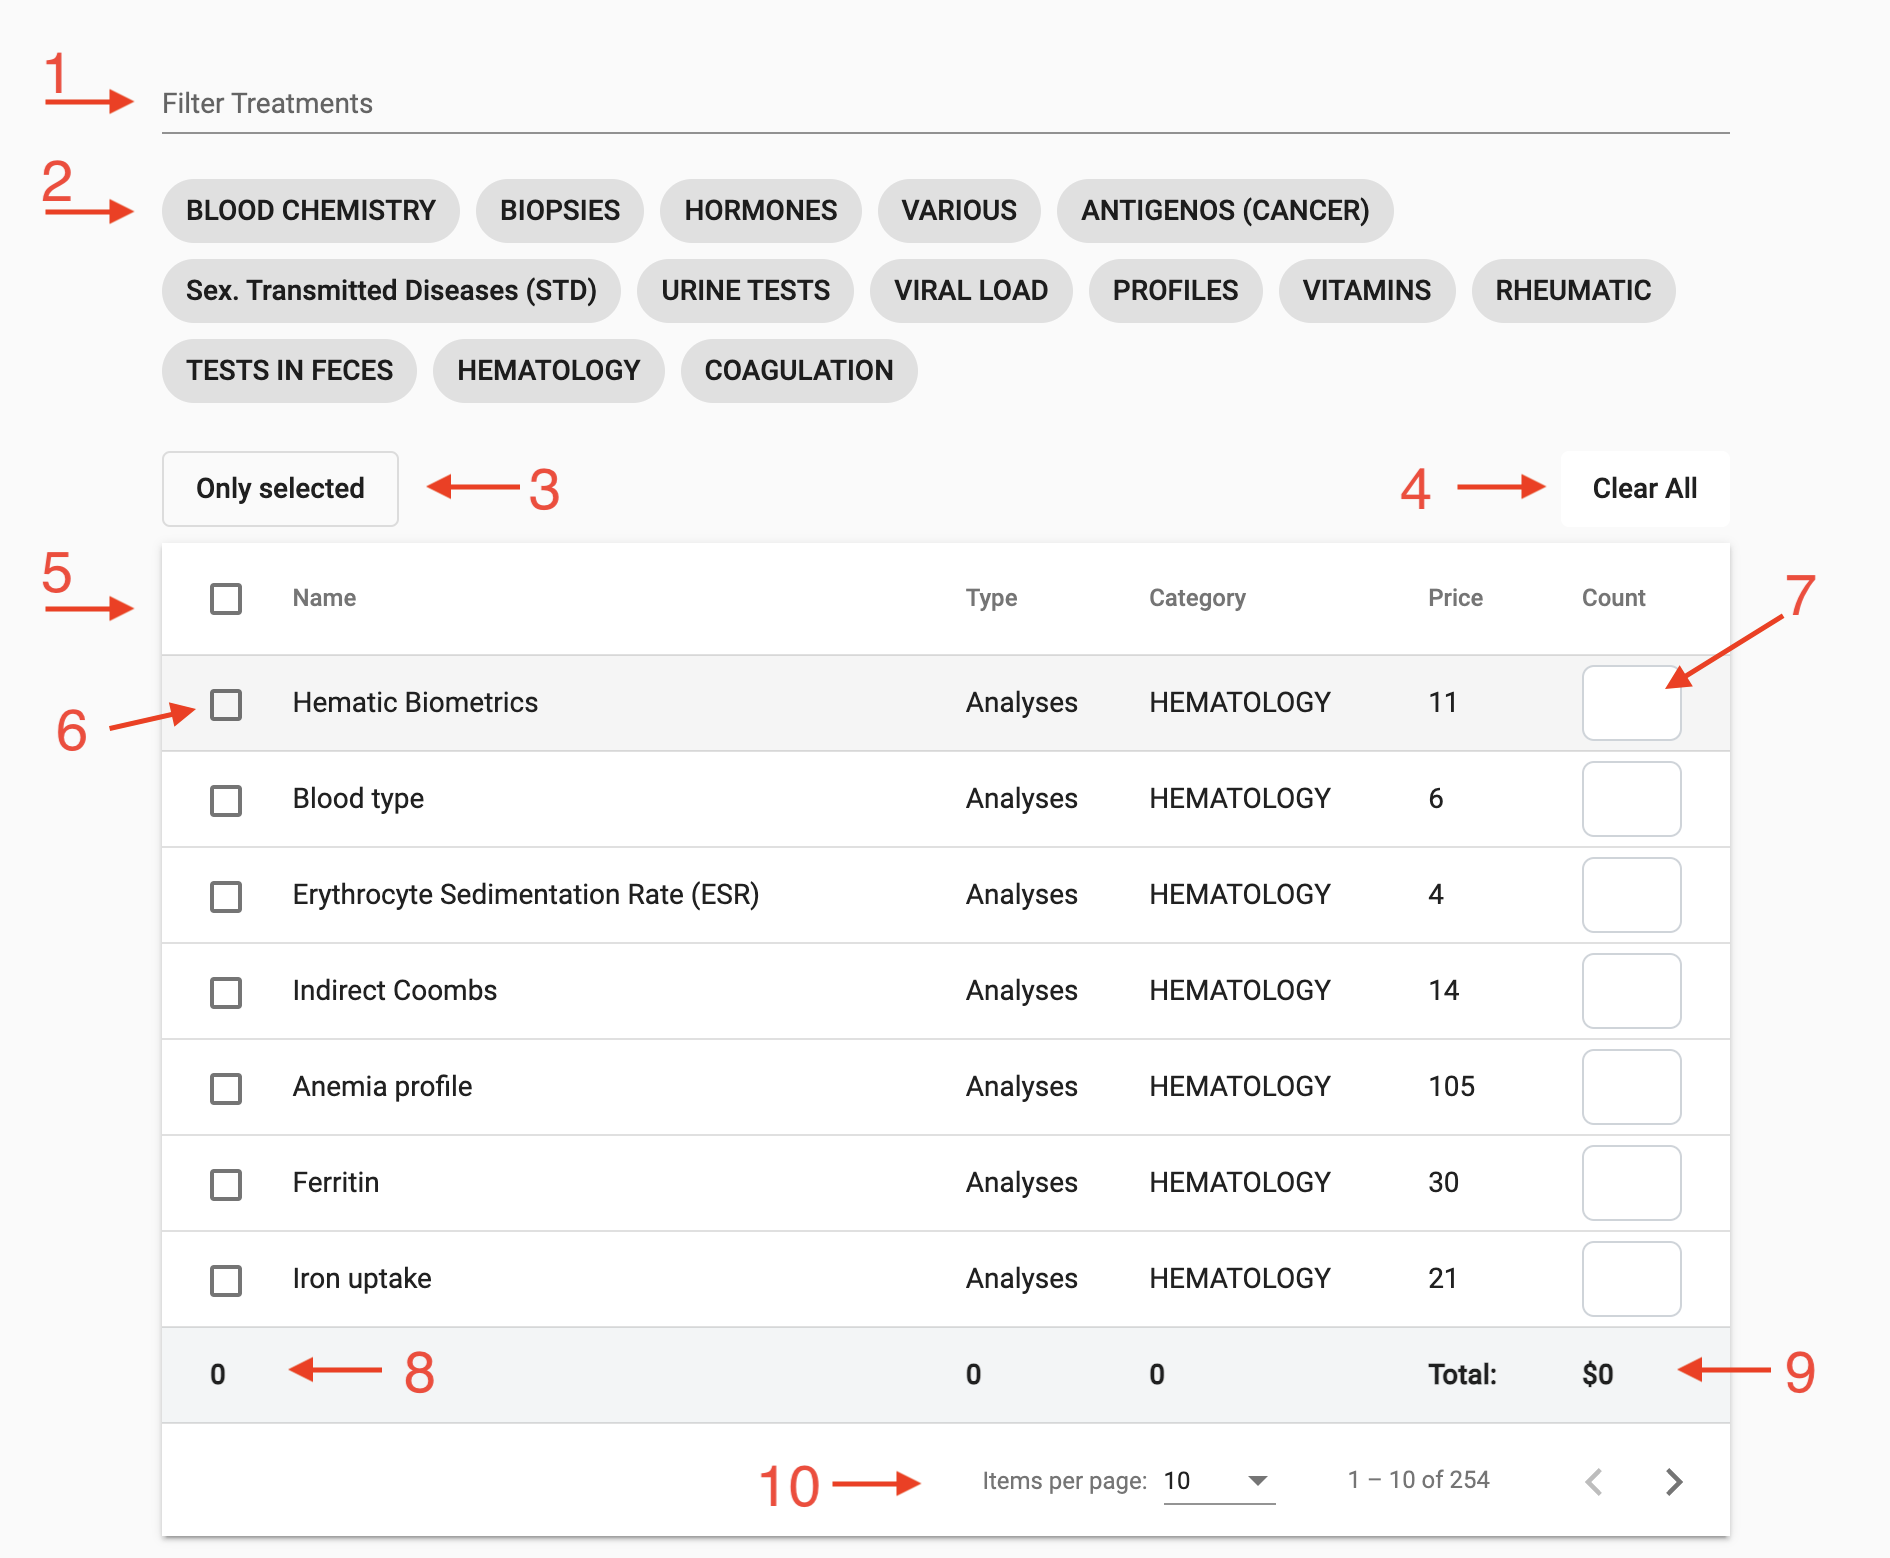 1
Filter Treatments
2
BLOOD CHEMISTRY BIOPSIES HORMONES VARIOUS ANTIGENOS (CANCER)
Sex. Transmitted Diseases (STD) URINE TESTS VIRAL LOAD PROFILES VITAMINS RHEUMATIC
TESTS IN FECES HEMATOLOGY COAGULATION
Only selected 3 4 Clear All
5
Name Type Category Price Count 7
6 Hematic Biometrics Analyses HEMATOLOGY 11
Blood type Analyses HEMATOLOGY 6
Erythrocyte Sedimentation Rate (ESR) Analyses HEMATOLOGY 4
Indirect Coombs Analyses HEMATOLOGY 14
Anemia profile Analyses HEMATOLOGY 105
Ferritin Analyses HEMATOLOGY 30
Iron uptake Analyses HEMATOLOGY 21
0 8 0 0 Total: $0 9
10 Items per page: 10 1 – 10 of 254